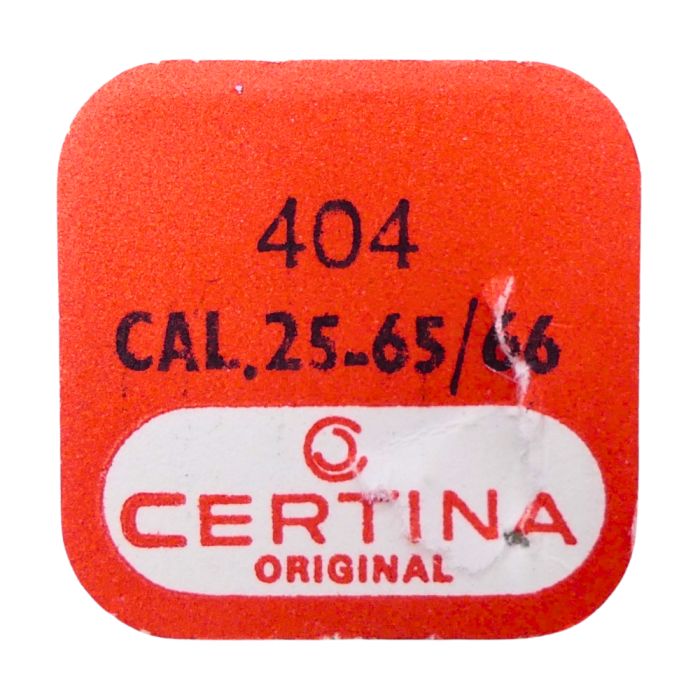 404
CAL. 25-65/66
CERTINA
ORIGINAL